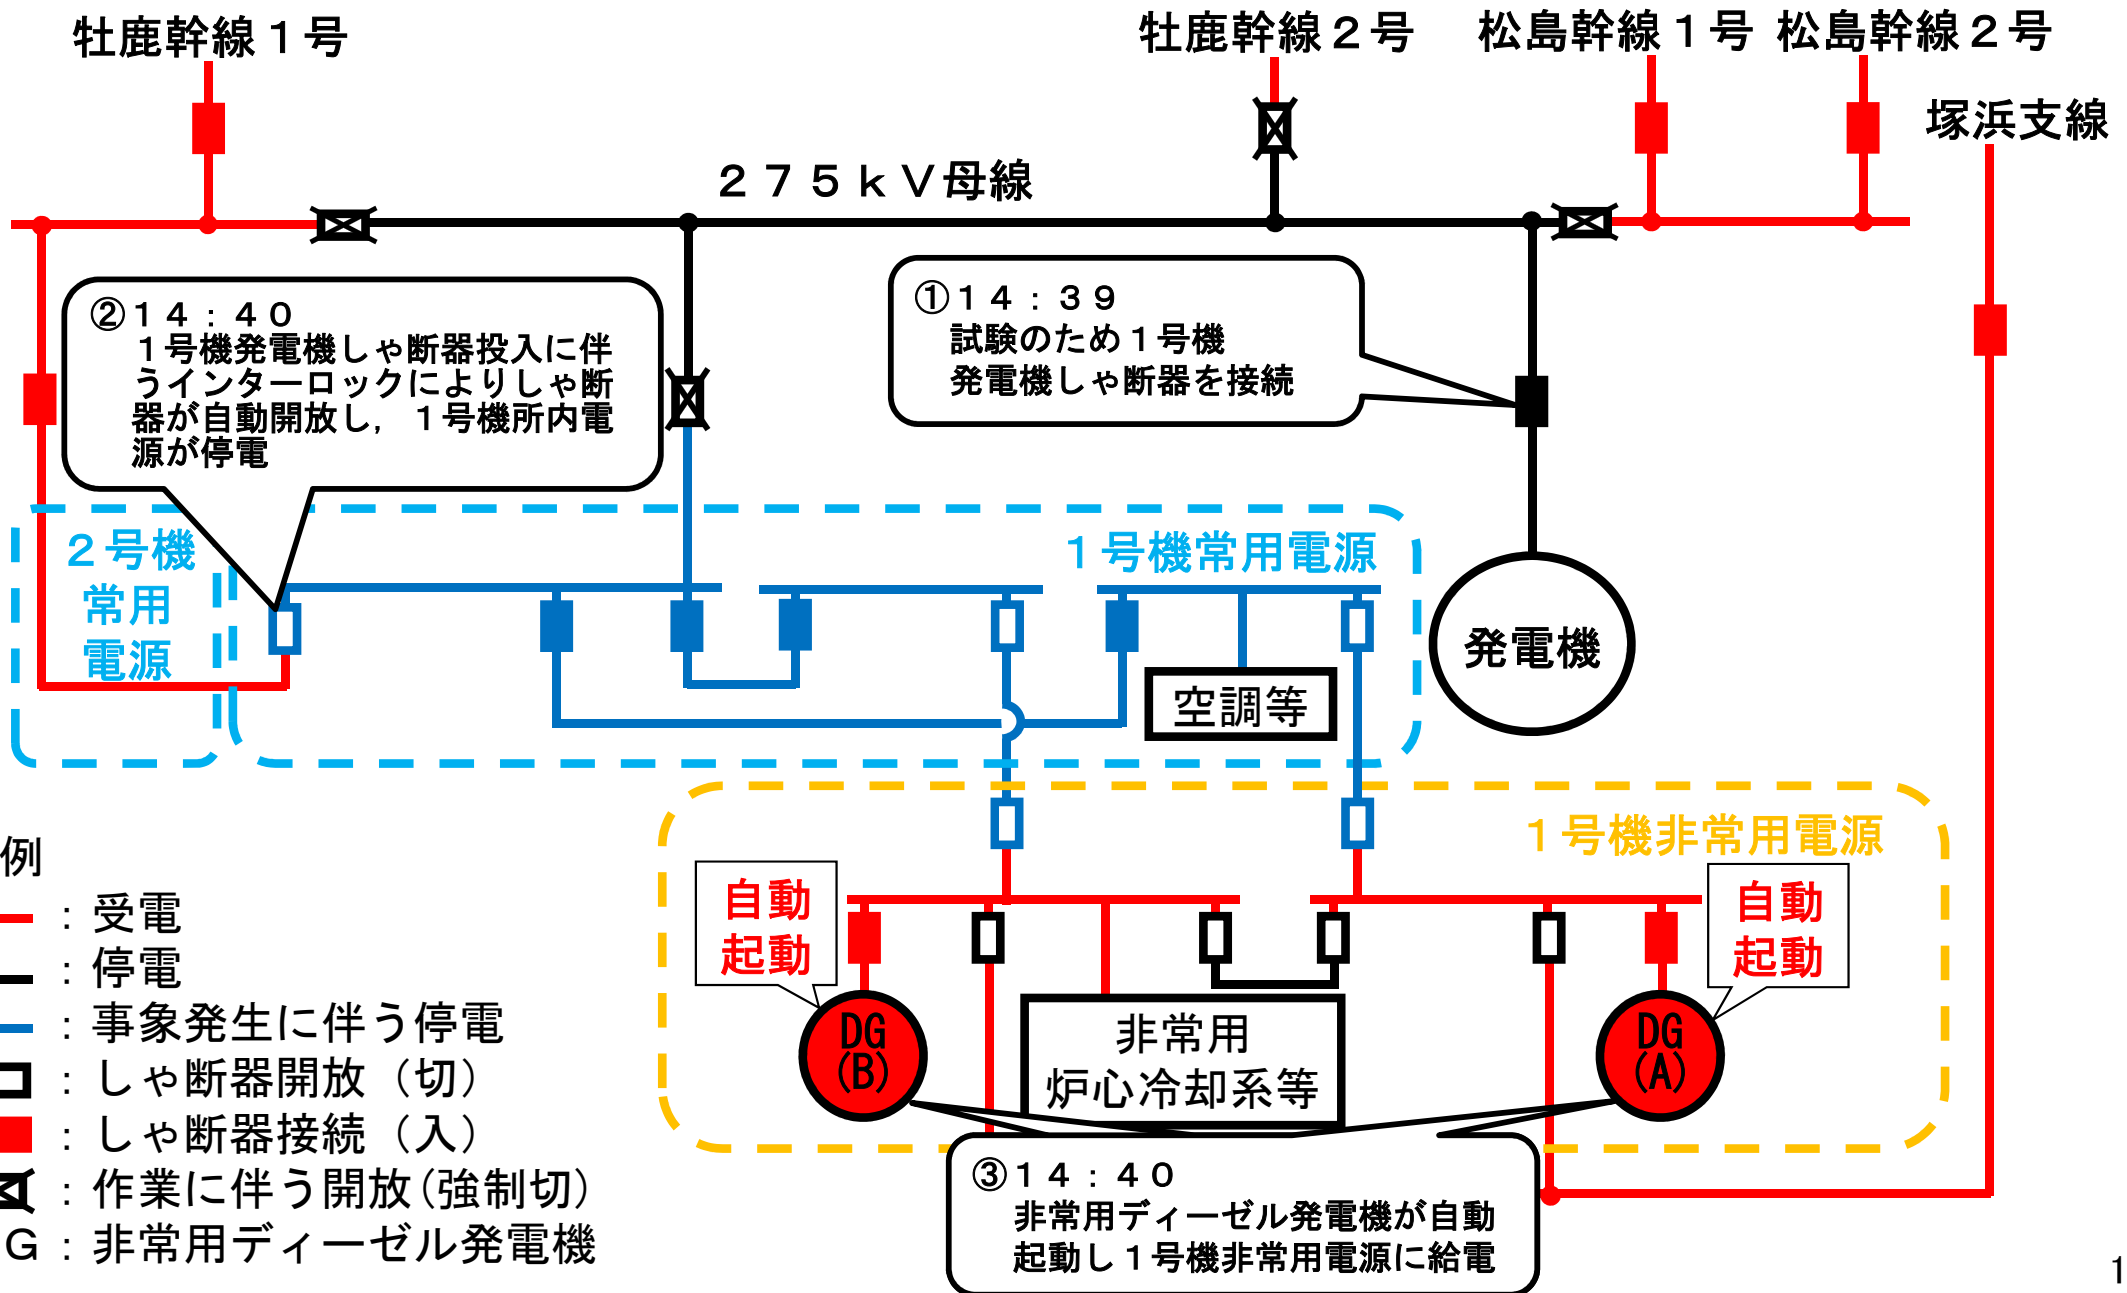 牡鹿幹線１号
牡鹿幹線２号
松島幹線１号
松島幹線２号
塚浜支線
２７５ｋＶ母線
②１４：４０
１号機発電機しゃ断器投入に伴
うインターロックによりしゃ断
器が自動開放し，１号機所内電
源が停電
①１４：３９
試験のため１号機
発電機しゃ断器を接続
２号機
常用
電源
１号機常用電源
発電機
空調等
１号機非常用電源
自動
起動
自動
起動
DG
(B)
DG
(A)
非常用
炉心冷却系等
③１４：４０
非常用ディーゼル発電機が自動
起動し１号機非常用電源に給電
例
：受電
：停電
：事象発生に伴う停電
：しゃ断器開放（切）
：しゃ断器接続（入）
：作業に伴う開放(強制切)
Ｇ：非常用ディーゼル発電機
1